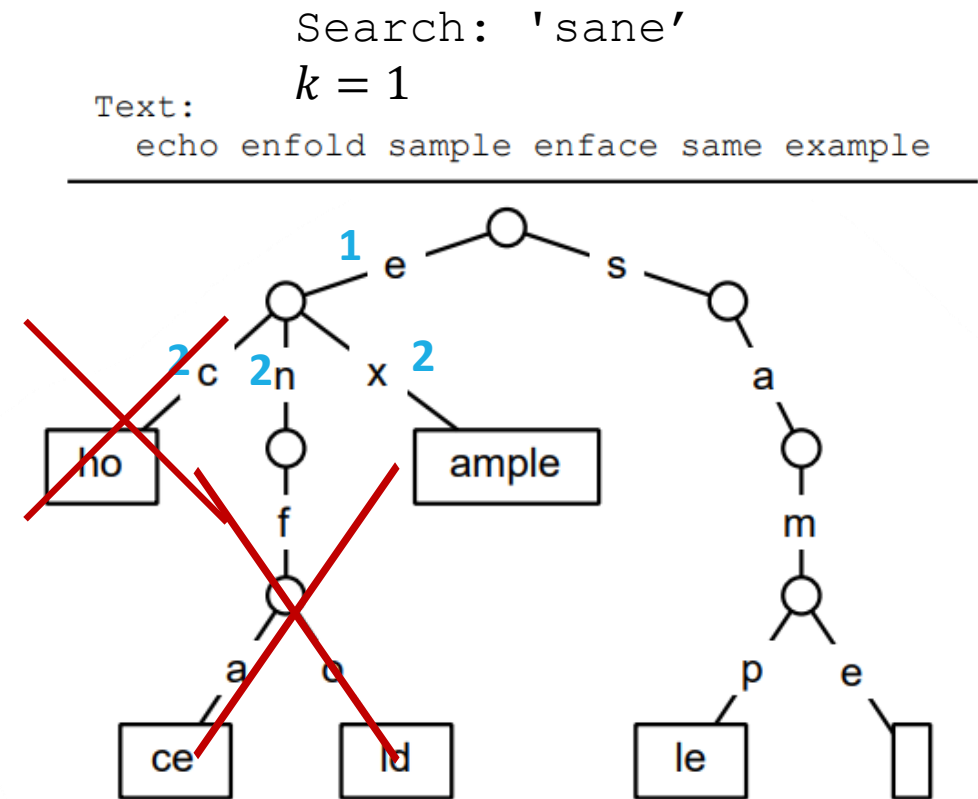 Search: 'sane’
k = 1
Text:
echo enfold sample enface same example
1
e
s
2
c
2
n
x
2
a
ho
ample
f
m
a
o
p
e
ce
ld
le